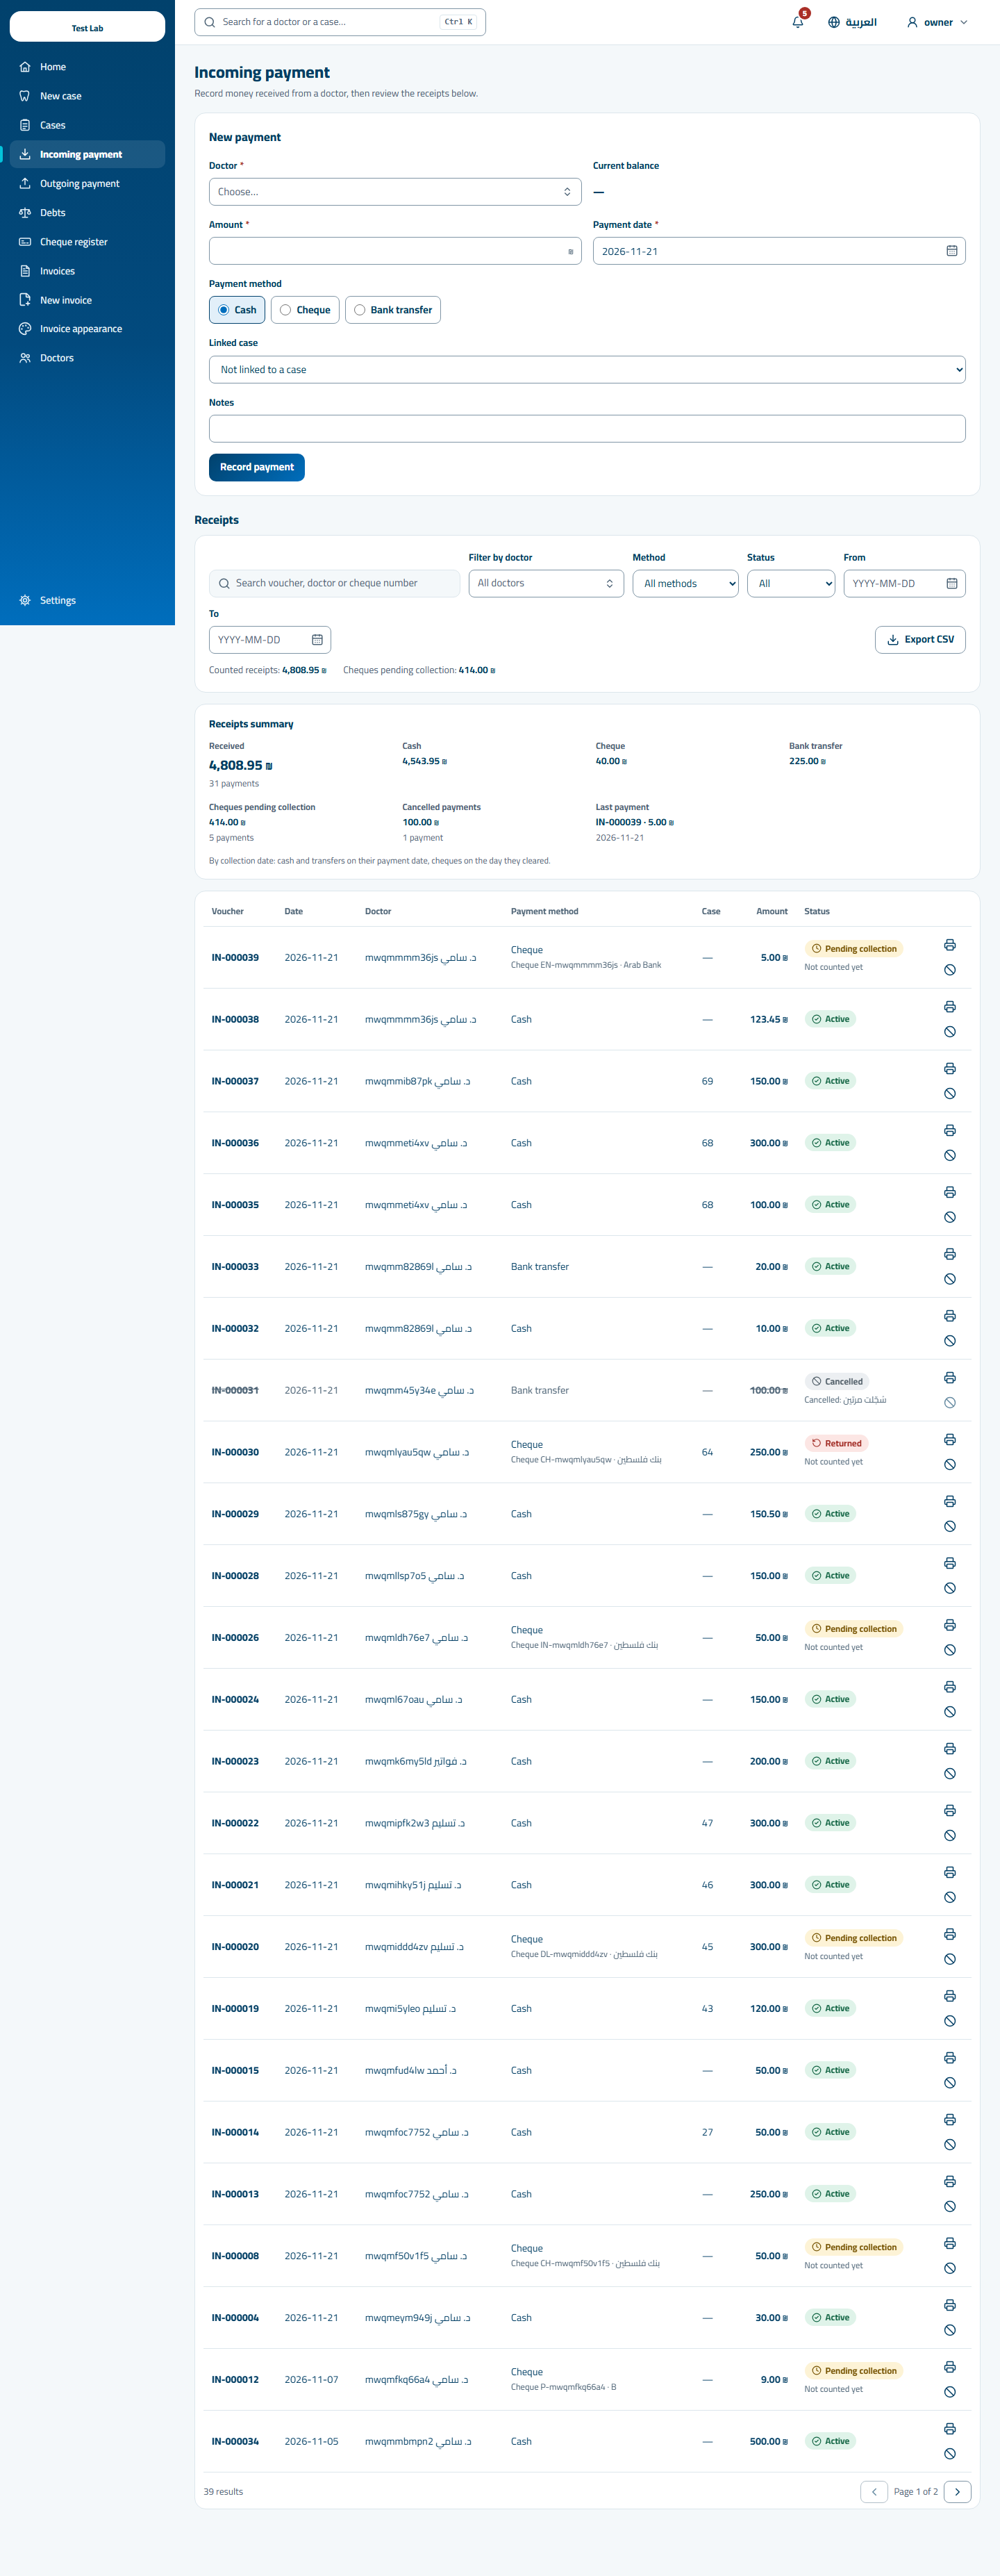 Test Lab
Home
New case
Cases
Incoming payment
Outgoing payment
Debts
Cheque register
Invoices
New invoice
Invoice appearance
Doctors
Settings
Search for a doctor or a case... Ctrl K
5 العربية owner
Incoming payment
Record money received from a doctor, then review the receipts below.
New payment
Doctor * Current balance
Choose... —
Amount * Payment date *
₪ 2026-11-21
Payment method
Cash Cheque Bank transfer
Linked case
Not linked to a case
Notes
Record payment
Receipts
Filter by doctor Method Status From
Search voucher, doctor or cheque number All doctors All methods All YYYY-MM-DD
To
YYYY-MM-DD Export CSV
Counted receipts: 4,808.95 ₪ Cheques pending collection: 414.00 ₪
Receipts summary
Received Cash Cheque Bank transfer
4,808.95 ₪ 4,543.95 ₪ 40.00 ₪ 225.00 ₪
31 payments
Cheques pending collection Cancelled payments Last payment
414.00 ₪ 100.00 ₪ IN-000039 · 5.00 ₪
5 payments 1 payment 2026-11-21
By collection date: cash and transfers on their payment date, cheques on the day they cleared.
Voucher Date Doctor Payment method Case Amount Status
IN-000039 2026-11-21 د. سامي mwqmmmm36js Cheque — 5.00 ₪ Pending collection
Cheque EN-mwqmmmm36js · Arab Bank Not counted yet
IN-000038 2026-11-21 د. سامي mwqmmmm36js Cash — 123.45 ₪ Active
IN-000037 2026-11-21 د. سامي mwqmmib87pk Cash 69 150.00 ₪ Active
IN-000036 2026-11-21 د. سامي mwqmmeti4xv Cash 68 300.00 ₪ Active
IN-000035 2026-11-21 د. سامي mwqmmeti4xv Cash 68 100.00 ₪ Active
IN-000033 2026-11-21 د. سامي mwqmm82869l Bank transfer — 20.00 ₪ Active
IN-000032 2026-11-21 د. سامي mwqmm82869l Cash — 10.00 ₪ Active
IN-000031 2026-11-21 د. سامي mwqmm45y34e Bank transfer — 100.00 ₪ Cancelled
Cancelled: سُجّلت مرتين
IN-000030 2026-11-21 د. سامي mwqmlyau5qw Cheque 64 250.00 ₪ Returned
Cheque CH-mwqmlyau5qw · بنك فلسطين Not counted yet
IN-000029 2026-11-21 د. سامي mwqmls875gy Cash — 150.50 ₪ Active
IN-000028 2026-11-21 د. سامي mwqmllsp7o5 Cash — 150.00 ₪ Active
IN-000026 2026-11-21 د. سامي mwqmldh76e7 Cheque — 50.00 ₪ Pending collection
Cheque IN-mwqmldh76e7 · بنك فلسطين Not counted yet
IN-000024 2026-11-21 د. سامي mwqml67oau Cash — 150.00 ₪ Active
IN-000023 2026-11-21 د. فواتير mwqmk6my5ld Cash — 200.00 ₪ Active
IN-000022 2026-11-21 د. تسليم mwqmipfk2w3 Cash 47 300.00 ₪ Active
IN-000021 2026-11-21 د. تسليم mwqmihky51j Cash 46 300.00 ₪ Active
IN-000020 2026-11-21 د. تسليم mwqmiddd4zv Cheque 45 300.00 ₪ Pending collection
Cheque DL-mwqmiddd4zv · بنك فلسطين Not counted yet
IN-000019 2026-11-21 د. تسليم mwqmi5yleo Cash 43 120.00 ₪ Active
IN-000015 2026-11-21 د. أحمد mwqmfud4lw Cash — 50.00 ₪ Active
IN-000014 2026-11-21 د. سامي mwqmfoc7752 Cash 27 50.00 ₪ Active
IN-000013 2026-11-21 د. سامي mwqmfoc7752 Cash — 250.00 ₪ Active
IN-000008 2026-11-21 د. سامي mwqmf50v1f5 Cheque — 50.00 ₪ Pending collection
Cheque CH-mwqmf50v1f5 · بنك فلسطين Not counted yet
IN-000004 2026-11-21 د. سامي mwqmeym949j Cash — 30.00 ₪ Active
IN-000012 2026-11-07 د. سامي mwqmfkq66a4 Cheque — 9.00 ₪ Pending collection
Cheque P-mwqmfkq66a4 · B Not counted yet
IN-000034 2026-11-05 د. سامي mwqmmbmpn2 Cash — 500.00 ₪ Active
39 results Page 1 of 2